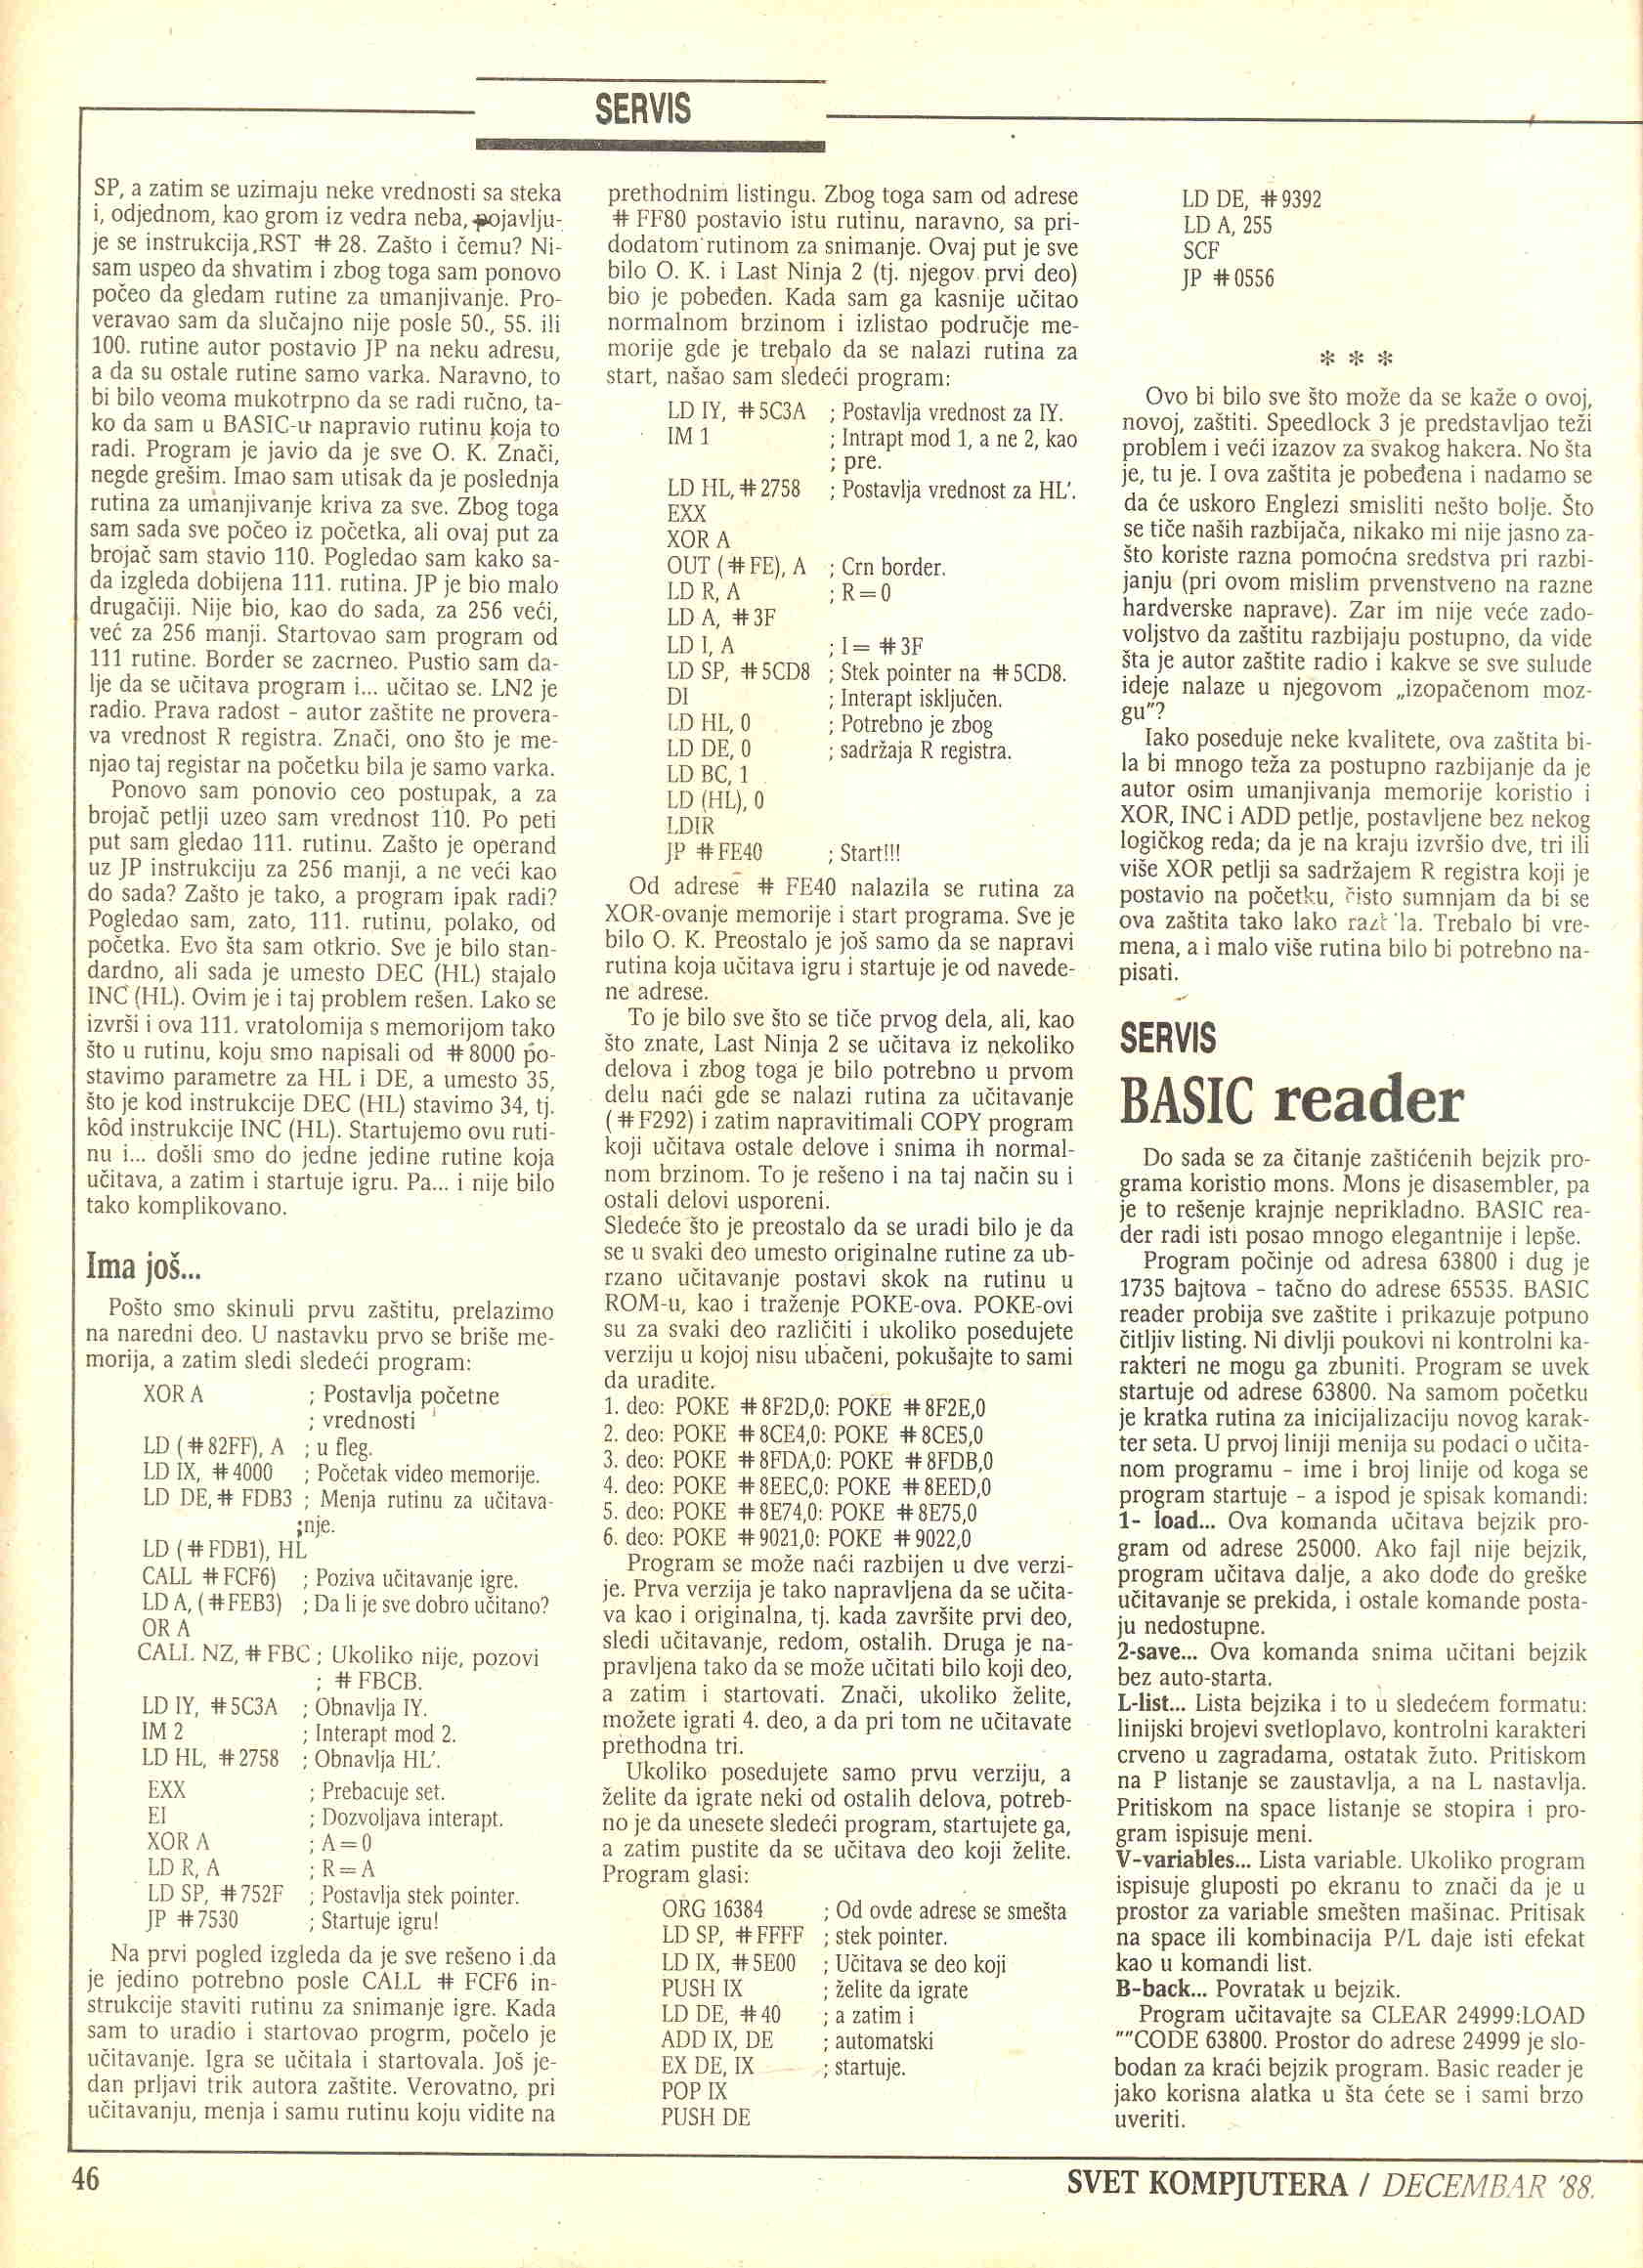 SERVIS
SP, a zatim se uzimaju neke vrednosti sa steka
i, odjednom, kao grom iz vedra neba, pojavlju-
je se instrukcija RST #28. Zašto i čemu? Ni-
sam uspeo da shvatim i zbog toga sam ponovo
počeo da gledam rutine za umanjivanje. Pro-
veravao sam da slučajno nije posle 50., 55. ili
100. rutine autor postavio JP na neku adresu,
a da su ostale rutine samo varka. Naravno, to
bi bilo veoma mukotrpno da se radi ručno, ta-
ko da sam u BASIC-u napravio rutinu koja to
radi. Program je javio da je sve O. K. Znači,
negde grešim. Imao sam utisak da je poslednja
rutina za umanjivanje kriva za sve. Zbog toga
sam sada sve počeo iz početka, ali ovaj put za
brojač sam stavio 110. Pogledao sam kako sa-
da izgleda dobijena 111. rutina. JP je bio malo
drugačiji. Nije bio, kao do sada, za 256 veći,
već za 256 manji. Startovao sam program od
111 rutine. Border se zacrneo. Pustio sam da-
lje da se učitava program i... učitao se. LN2 je
radio. Prava radost – autor zaštite ne provera-
va vrednost R registra. Znači, ono što je me-
njao taj registar na početku bila je samo varka.
Ponovo sam ponovio ceo postupak, a za
brojač petlji uzeo sam vrednost 110. Po peti
put sam gledao 111. rutinu. Zašto je operand
uz JP instrukciju za 256 manji, a ne veći kao
do sada? Zašto je tako, a program ipak radi?
Pogledao sam, zato, 111. rutinu, polako, od
početka. Evo šta sam otkrio. Sve je bilo stan-
dardno, ali sada je umesto DEC (HL) stajalo
INC (HL). Ovim je i taj problem rešen. Lako se
izvrši i ova 111. vratolomija s memorijom tako
što u rutinu, koju smo napisali od #8000 po-
stavimo parametre za HL i DE, a umesto 35,
što je kod instrukcije DEC (HL) stavimo 34, tj.
kôd instrukcije INC (HL). Startujemo ovu ruti-
nu i... došli smo do jedne jedine rutine koja
učitava, a zatim i startuje igru. Pa... i nije bilo
tako komplikovano.
Ima još...
Pošto smo skinuli prvu zaštitu, prelazimo
na naredni deo. U nastavku prvo se briše me-
morija, a zatim sledi sledeći program:
XOR A ; Postavlja početne
; vrednosti
LD (#82FF), A ; u fleg.
LD IX, #4000 ; Početak video memorije.
LD DE, # FDB3 ; Menja rutinu za učitava-
;nje.
LD (#FDB1), HL
CALL #FCF6) ; Poziva učitavanje igre.
LD A, (#FEB3) ; Da li je sve dobro učitano?
OR A
CALL NZ, # FBC ; Ukoliko nije, pozovi
; #FBCB.
LD IY, #5C3A ; Obnavlja IY.
IM 2 ; Interapt mod 2.
LD HL, #2758 ; Obnavlja HL'.
EXX ; Prebacuje set.
EI ; Dozvoljava interapt.
XOR A ; A=0
LD R, A ; R=A
LD SP, #752F ; Postavlja stek pointer.
JP #7530 ; Startuje igru!
Na prvi pogled izgleda da je sve rešeno i da
je jedino potrebno posle CALL # FCF6 in-
strukcije staviti rutinu za snimanje igre. Kada
sam to uradio i startovao progrm, počelo je
učitavanje. Igra se učitala i startovala. Još je-
dan prljavi trik autora zaštite. Verovatno, pri
učitavanju, menja i samu rutinu koju vidite na
prethodnim listingu. Zbog toga sam od adrese
#FF80 postavio istu rutinu, naravno, sa pri-
dodatom rutinom za snimanje. Ovaj put je sve
bilo O. K. i Last Ninja 2 (tj. njegov prvi deo)
bio je pobeđen. Kada sam ga kasnije učitao
normalnom brzinom i izlistao područje me-
morije gde je trebalo da se nalazi rutina za
start, našao sam sledeći program:
LD IY, #5C3A ; Postavlja vrednost za IY.
IM 1 ; Intrapt mod 1, a ne 2, kao
; pre.
LD HL, #2758 ; Postavlja vrednost za HL'.
EXX
XOR A
OUT (#FE), A ; Crn border.
LD R, A ; R=0
LD A, #3F
LD I, A ; I= #3F
LD SP, #5CD8 ; Stek pointer na #5CD8.
DI ; Interapt isključen.
LD HL, 0 ; Potrebno je zbog
LD DE, 0 ; sadržaja R registra.
LD BC, 1
LD (HL), 0
LDIR
JP #FE40 ; Start!!!
Od adrese # FE40 nalazila se rutina za
XOR-ovanje memorije i start programa. Sve je
bilo O. K. Preostalo je još samo da se napravi
rutina koja učitava igru i startuje je od navede-
ne adrese.
To je bilo sve što se tiče prvog dela, ali, kao
što znate, Last Ninja 2 se učitava iz nekoliko
delova i zbog toga je bilo potrebno u prvom
delu naći gde se nalazi rutina za učitavanje
(#F292) i zatim napravitimali COPY program
koji učitava ostale delove i snima ih normal-
nom brzinom. To je rešeno i na taj način su i
ostali delovi usporeni.
Sledeće što je preostalo da se uradi bilo je da
se u svaki deo umesto originalne rutine za ub-
rzano učitavanje postavi skok na rutinu u
ROM-u, kao i traženje POKE-ova. POKE-ovi
su za svaki deo različiti i ukoliko posedujete
verziju u kojoj nisu ubačeni, pokušajte to sami
da uradite.
1. deo: POKE #8F2D,0: POKE #8F2E,0
2. deo: POKE #8CE4,0: POKE #8CE5,0
3. deo: POKE #8FDA,0: POKE #8FDB,0
4. deo: POKE #8EEC,0: POKE #8EED,0
5. deo: POKE #8E74,0: POKE #8E75,0
6. deo: POKE #9021,0: POKE #9022,0
Program se može naći razbijen u dve verzi-
je. Prva verzija je tako napravljena da se učita-
va kao i originalna, tj. kada završite prvi deo,
sledi učitavanje, redom, ostalih. Druga je na-
pravljena tako da se može učitati bilo koji deo,
a zatim i startovati. Znači, ukoliko želite,
možete igrati 4. deo, a da pri tom ne učitavate
prethodna tri.
Ukoliko posedujete samo prvu verziju, a
želite da igrate neki od ostalih delova, potreb-
no je da unesete sledeći program, startujete ga,
a zatim pustite da se učitava deo koji želite.
Program glasi:
ORG 16384 ; Od ovde adrese se smešta
LD SP, #FFFF ; stek pointer.
LD IX, #5E00 ; Učitava se deo koji
PUSH IX ; želite da igrate
LD DE, #40 ; a zatim i
ADD IX, DE ; automatski
EX DE, IX ; startuje.
POP IX
PUSH DE
LD DE, #9392
LD A, 255
SCF
JP #0556
* * *
Ovo bi bilo sve što može da se kaže o ovoj,
novoj, zaštiti. Speedlock 3 je predstavljao teži
problem i veći izazov za svakog hakera. No šta
je, tu je. I ova zaštita je pobeđena i nadamo se
da će uskoro Englezi smisliti nešto bolje. Što
se tiče naših razbijača, nikako mi nije jasno za-
što koriste razna pomoćna sredstva pri razbi-
janju (pri ovom mislim prvenstveno na razne
hardverske naprave). Zar im nije veće zado-
voljstvo da zaštitu razbijaju postupno, da vide
šta je autor zaštite radio i kakve se sve sulude
ideje nalaze u njegovom „izopačenom moz-
gu"?
Iako poseduje neke kvalitete, ova zaštita bi-
la bi mnogo teža za postupno razbijanje da je
autor osim umanjivanja memorije koristio i
XOR, INC i ADD petlje, postavljene bez nekog
logičkog reda; da je na kraju izvršio dve, tri ili
više XOR petlji sa sadržajem R registra koji je
postavio na početku, čisto sumnjam da bi se
ova zaštita tako lako Trebalo bi vre-
mena, a i malo više rutina bilo bi potrebno na-
pisati.
SERVIS
BASIC reader
Do sada se za čitanje zaštićenih bejzik pro-
grama koristio mons. Mons je disasembler, pa
je to rešenje krajnje neprikladno. BASIC rea-
der radi isti posao mnogo elegantnije i lepše.
Program počinje od adresa 63800 i dug je
1735 bajtova – tačno do adrese 65535. BASIC
reader probija sve zaštite i prikazuje potpuno
čitljiv listing. Ni divlji poukovi ni kontrolni ka-
rakteri ne mogu ga zbuniti. Program se uvek
startuje od adrese 63800. Na samom početku
je kratka rutina za inicijalizaciju novog karak-
ter seta. U prvoj liniji menija su podaci o učita-
nom programu – ime i broj linije od koga se
program startuje – a ispod je spisak komandi:
1- load... Ova komanda učitava bejzik pro-
gram od adrese 25000. Ako fajl nije bejzik,
program učitava dalje, a ako dođe do greške
učitavanje se prekida, i ostale komande posta-
ju nedostupne.
2-save... Ova komanda snima učitani bejzik
bez auto-starta.
L-list... Lista bejzika i to u sledećem formatu:
linijski brojevi svetloplavo, kontrolni karakteri
crveno u zagradama, ostatak žuto. Pritiskom
na P listanje se zaustavlja, a na L nastavlja.
Pritiskom na space listanje se stopira i pro-
gram ispisuje meni.
V-variables... Lista variable. Ukoliko program
ispisuje gluposti po ekranu to znači da je u
prostor za variable smešten mašinac. Pritisak
na space ili kombinacija P/L daje isti efekat
kao u komandi list.
B-back... Povratak u bejzik.
Program učitavajte sa CLEAR 24999:LOAD
""CODE 63800. Prostor do adrese 24999 je slo-
bodan za kraći bejzik program. Basic reader je
jako korisna alatka u šta ćete se i sami brzo
uveriti.
46
SVET KOMPJUTERA / DECEMBAR '88.